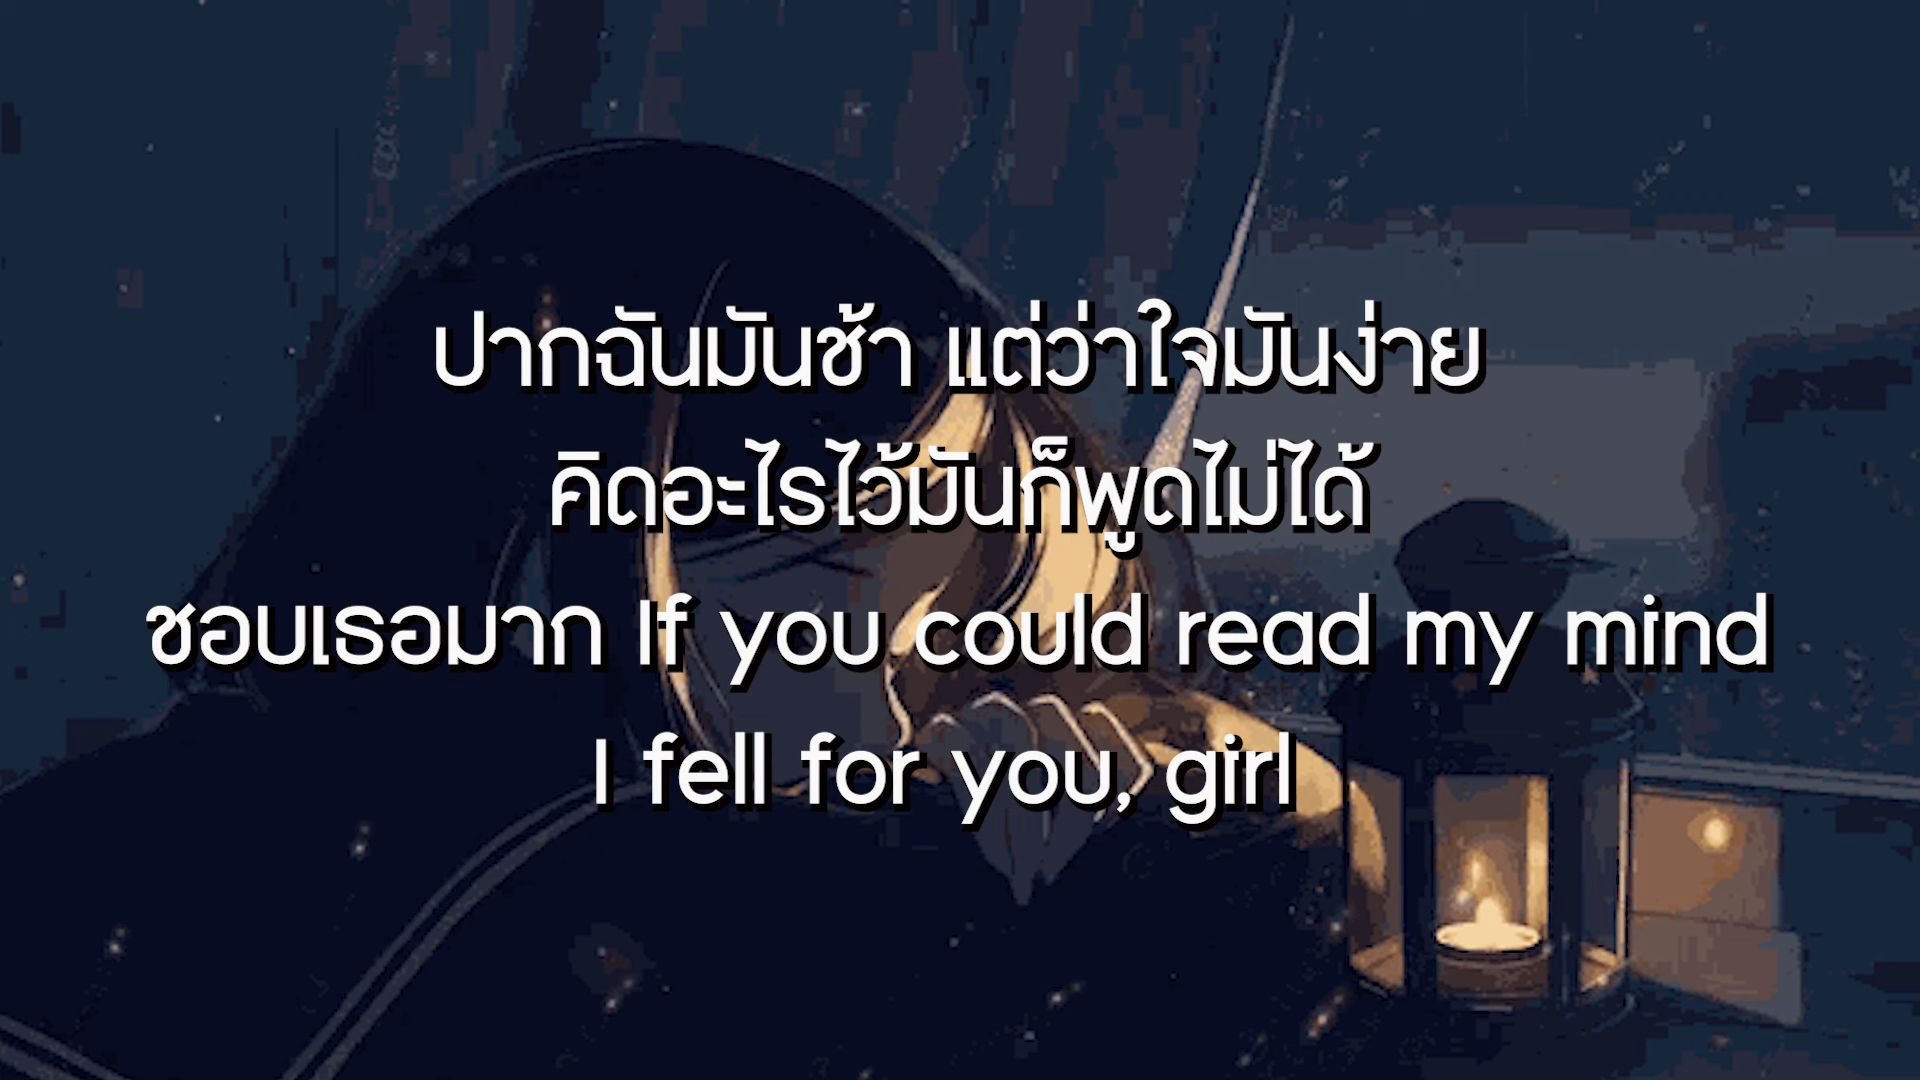 ปากฉันมันช้า แต่ว่าใจมันง่าย
คิดอะไรไว้มันก็พูดไม่ได้
ชอบเธอมาก If you could read my mind
I fell for you, girl